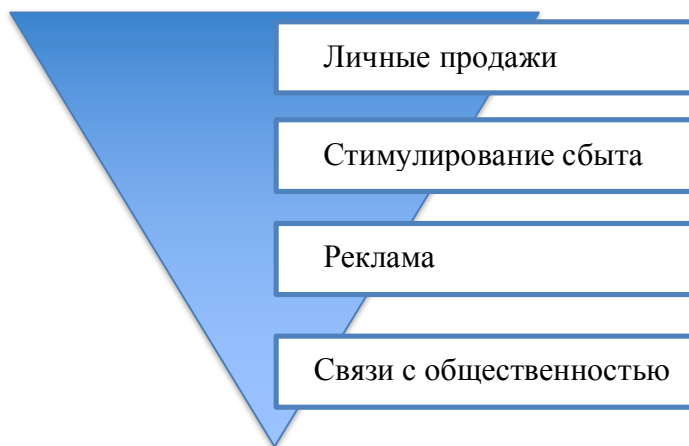 Личные продажи
Стимулирование сбыта
Реклама
Связи с общественностью